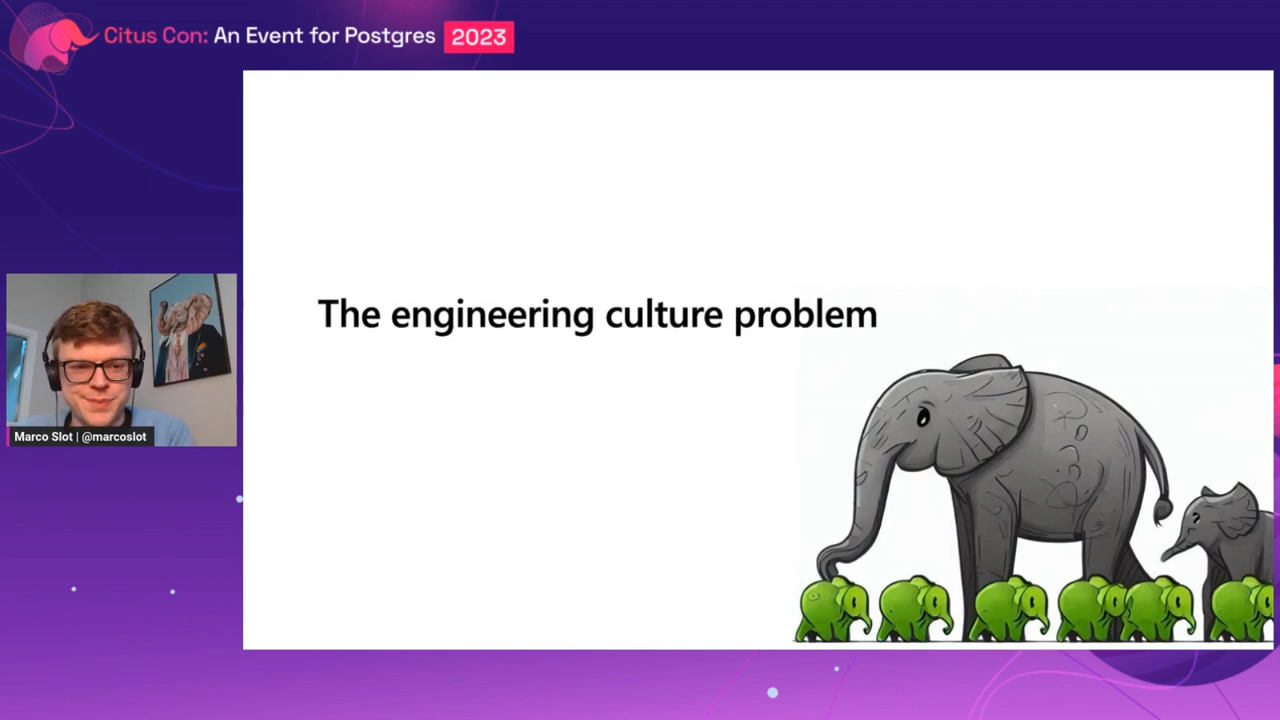 Citus Con: An Event for Postgres 2023
The engineering culture problem
Marco Slot | @marcoslot